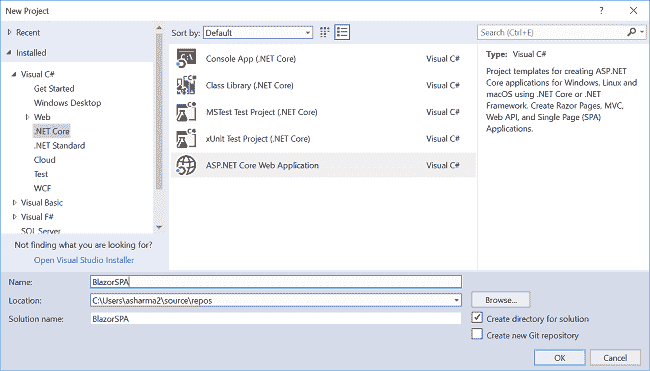 New Project
? ×
Recent
Installed
Visual C#
Get Started
Windows Desktop
Web
.NET Core
.NET Standard
Cloud
Test
WCF
Visual Basic
Visual F#
SQL Server
Not finding what you are looking for?
Open Visual Studio Installer
Sort by: Default
Console App (.NET Core) Visual C#
Class Library (.NET Core) Visual C#
MSTest Test Project (.NET Core) Visual C#
xUnit Test Project (.NET Core) Visual C#
ASP.NET Core Web Application Visual C#
Search (Ctrl+E)
Type: Visual C#
Project templates for creating ASP.NET
Core applications for Windows, Linux and
macOS using .NET Core or .NET
Framework. Create Razor Pages, MVC,
Web API, and Single Page (SPA)
Applications.
Name: BlazorSPA
Location: C:\Users\asharma2\source\repos
Browse...
Solution name: BlazorSPA
Create directory for solution
Create new Git repository
OK Cancel